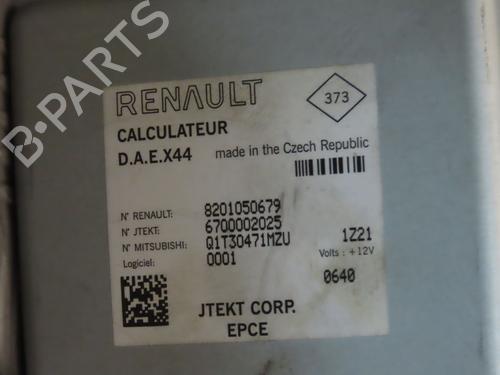 RENAULT
373
CALCULATEUR
D.A.E.X44 made in the Czech Republic
N° RENAULT: 8201050679
N° JTEKT: 6700002025
N° MITSUBISHI: Q1T30471MZU 1Z21
Logiciel: 0001 Volts : +12V
0640
JTEKT CORP.
EPCE
B-PARTS